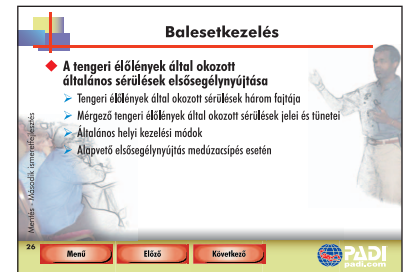 Balesetkezelés
A tengeri élőlények által okozott
általános sérülések elsősegélynyújtása
Tengeri élőlények által okozott sérülések három fajtája
Mérgező tengeri élőlények által okozott sérülések jelei és tünetei
Általános helyi kezelési módok
Alapvető elsősegélynyújtás medúzacsípés esetén
Mentés - Második ismeretfejlesztés
26
Menű
Előző
Következő
PADI
padi.com